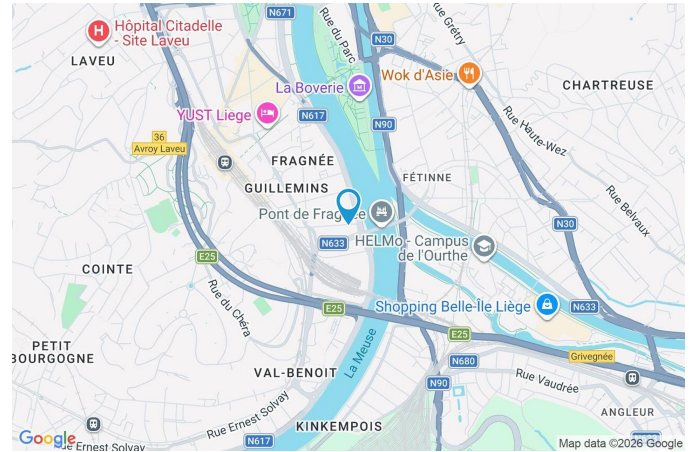 N671
Hôpital Citadelle
- Site Laveu
LAVEU
N30
Rue du Parc
Rue Grétry
Wok d'Asie
La Boverie
CHARTREUSE
YUST Liege
N617
N90
Rue Haute-Wez
36
Avroy Laveu
FRAGNÉE
FÉTINNE
GUILLEMINS
Rue Belvaux
Pont de Fragnée
N30
N633
HELMo - Campus
de l'Ourthe
E25
COINTE
Rue du Chéra
E25
Shopping Belle-Île Liège
N633
E25
PETIT
BOURGOGNE
La Meuse
N680
Grivegnée
VAL-BENOIT
N90
Rue Vaudrée
Rue Ernest Solvay
ANGLEUR
KINKEMPOIS
Google
Rue Ernest Solvay
N617
Map data ©2026 Google